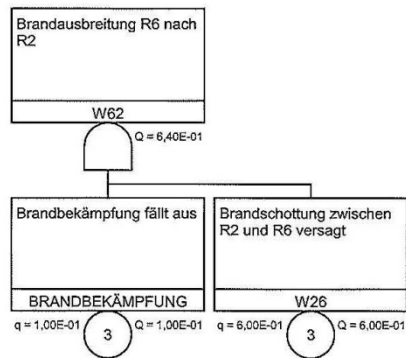 Brandausbreitung R6 nach
R2
W62
Q = 6,40E-01
Brandbekämpfung fällt aus
BRANDBEKÄMPFUNG
q = 1,00E-01
Q = 1,00E-01
3
Brandschottung zwischen
R2 und R6 versagt
W26
q = 6,00E-01
Q = 6,00E-01
3